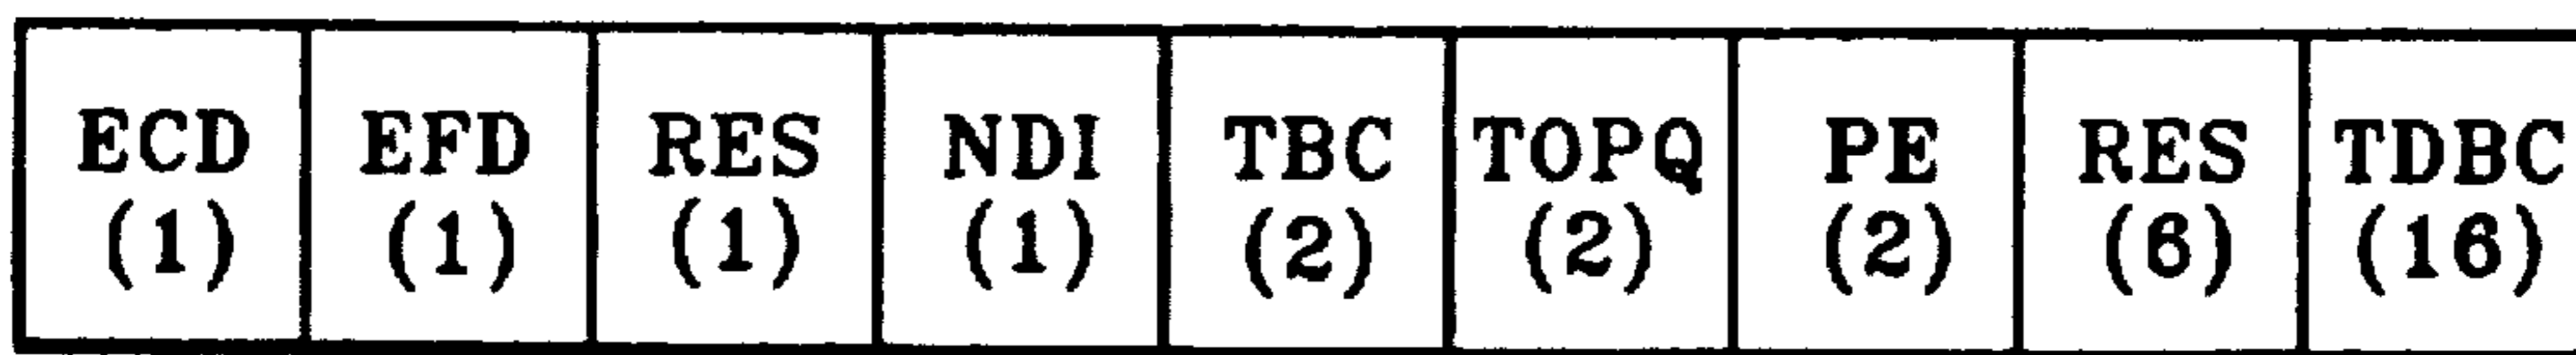 ECD EFD RES NDI TBC TOPQ PE RES TDBC
(1) (1) (1) (1) (2) (2) (2) (6) (16)